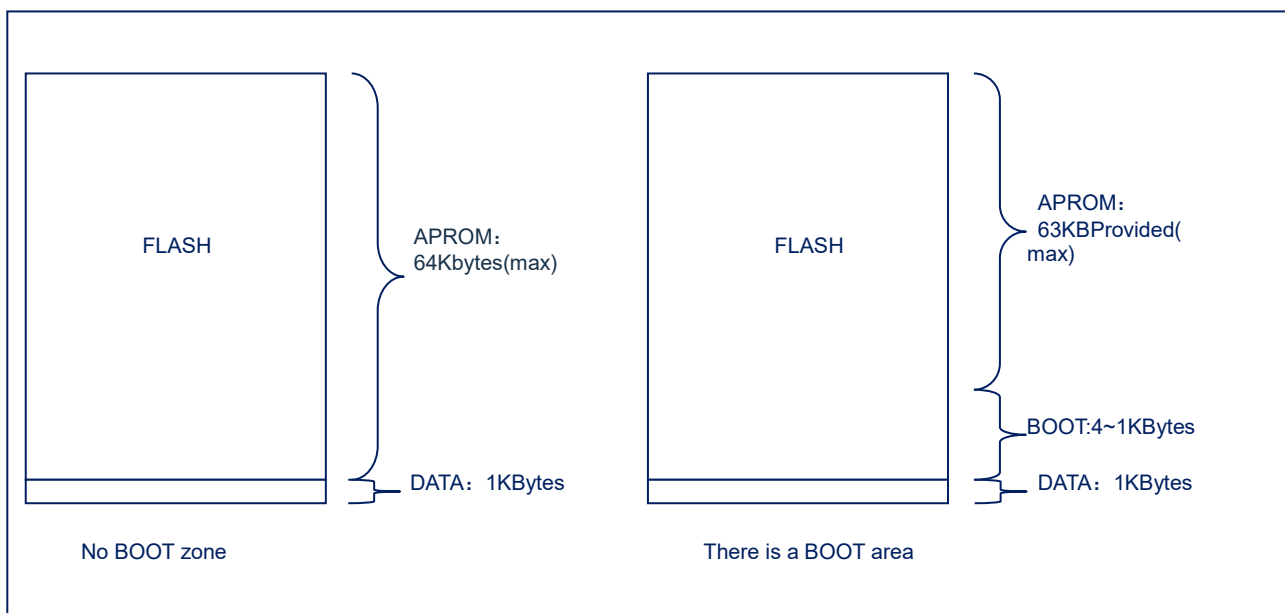 FLASH
APROM：
64Kbytes(max)
DATA：1KBytes
No BOOT zone
FLASH
APROM：
63KBProvided(
max)
BOOT:4~1KBytes
DATA：1KBytes
There is a BOOT area